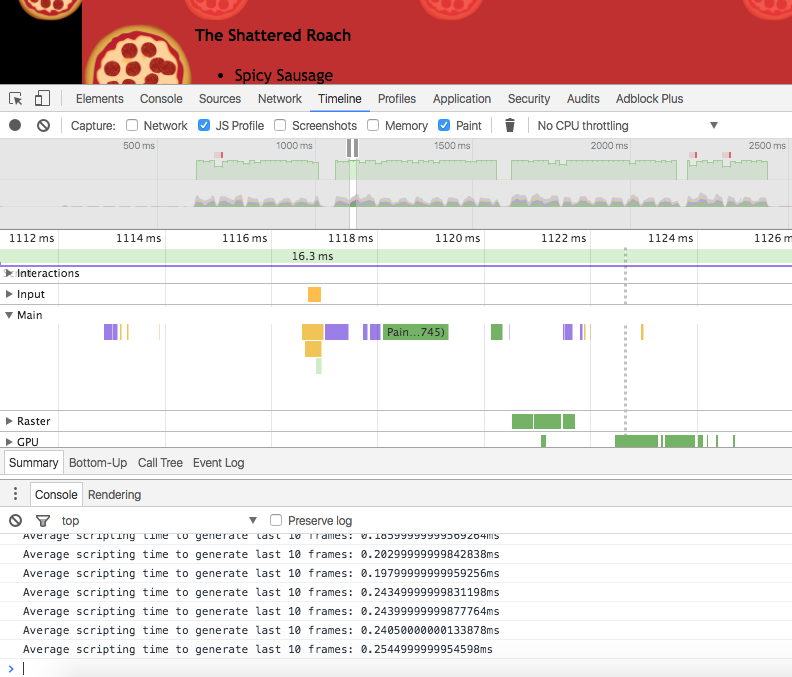 The Shattered Roach
• Spicy Sausage
Elements Console Sources Network Timeline Profiles Application Security Audits Adblock Plus
Capture: Network JS Profile Screenshots Memory Paint No CPU throttling
500 ms 1000 ms 1500 ms 2000 ms 2500 ms
1112 ms 1114 ms 1116 ms 1118 ms 1120 ms 1122 ms 1124 ms 1126 m
16.3 ms
Interactions
Input
Main
Pain...745)
Raster
GPU
Summary Bottom-Up Call Tree Event Log
Console Rendering
top Preserve log
Average scripting time to generate last 10 frames: 0.18599999999569264ms
Average scripting time to generate last 10 frames: 0.20299999999842838ms
Average scripting time to generate last 10 frames: 0.19799999999959256ms
Average scripting time to generate last 10 frames: 0.24349999999831198ms
Average scripting time to generate last 10 frames: 0.24399999999877764ms
Average scripting time to generate last 10 frames: 0.24050000000133878ms
Average scripting time to generate last 10 frames: 0.2544999999954598ms
>